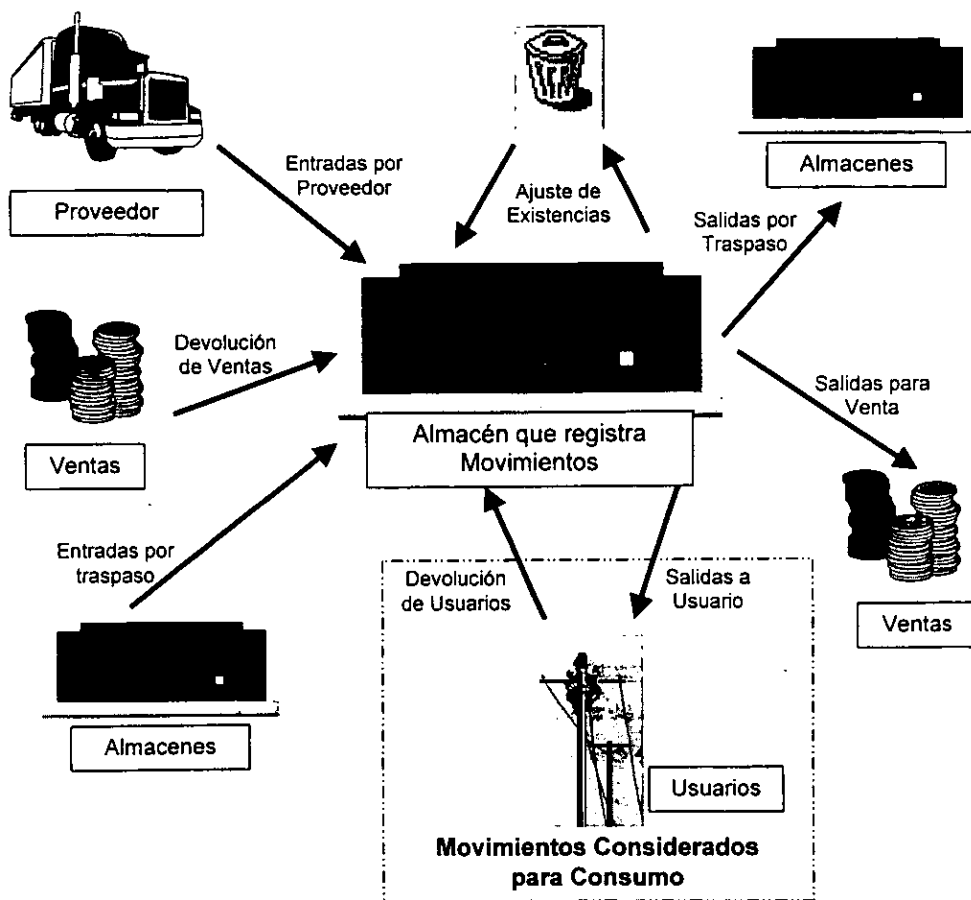 Proveedor
Entradas por
Proveedor
Ajuste de
Existencias
Almacenes
Salidas por
Traspaso
Devolución
de Ventas
Ventas
Almacén que registra
Movimientos
Salidas para
Venta
Ventas
Entradas por
traspaso
Almacenes
Devolución
de Usuarios
Salidas a
Usuario
Usuarios
Movimientos Considerados
para Consumo